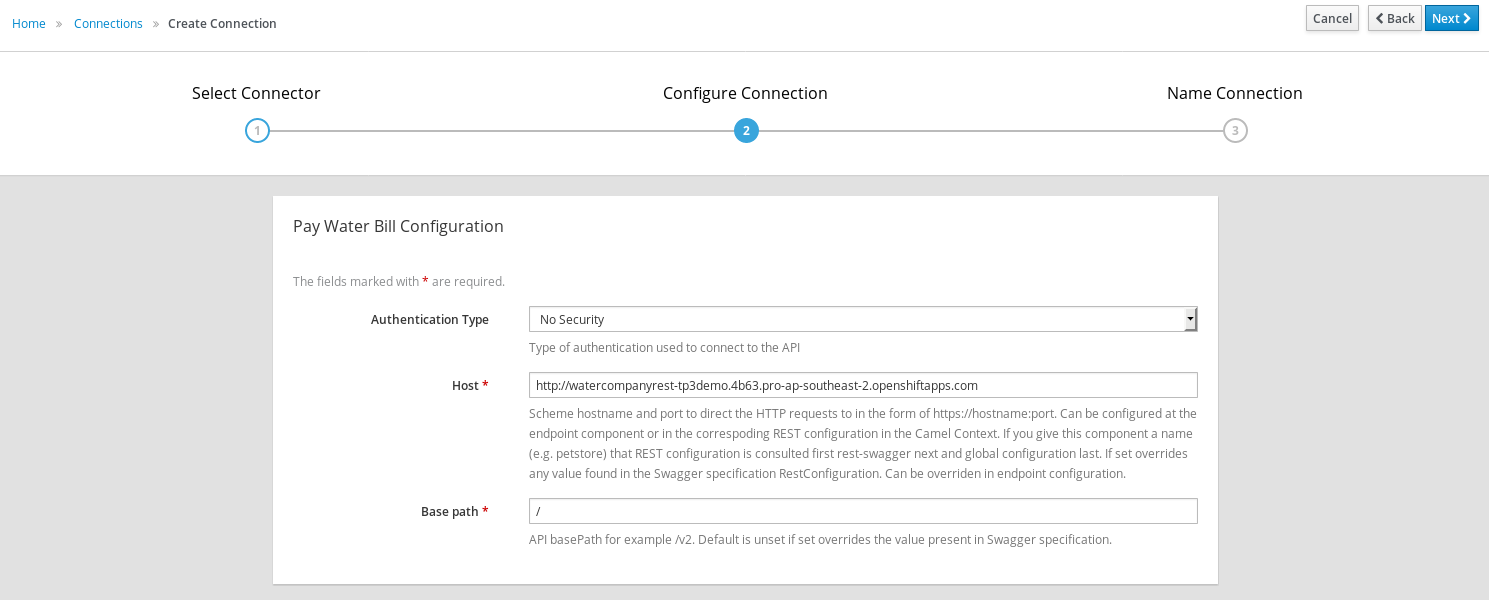 Home » Connections » Create Connection
Cancel Back Next
Select Connector Configure Connection Name Connection
1 2 3
Pay Water Bill Configuration
The fields marked with * are required.
Authentication Type No Security
Type of authentication used to connect to the API
Host * http://watercompanyrest-tp3demo.4b63.pro-ap-southeast-2.openshiftapps.com
Scheme hostname and port to direct the HTTP requests to in the form of https://hostname:port. Can be configured at the
endpoint component or in the correspoding REST configuration in the Camel Context. If you give this component a name
(e.g. petstore) that REST configuration is consulted first rest-swagger next and global configuration last. If set overrides
any value found in the Swagger specification RestConfiguration. Can be overriden in endpoint configuration.
Base path * /
API basePath for example /v2. Default is unset if set overrides the value present in Swagger specification.